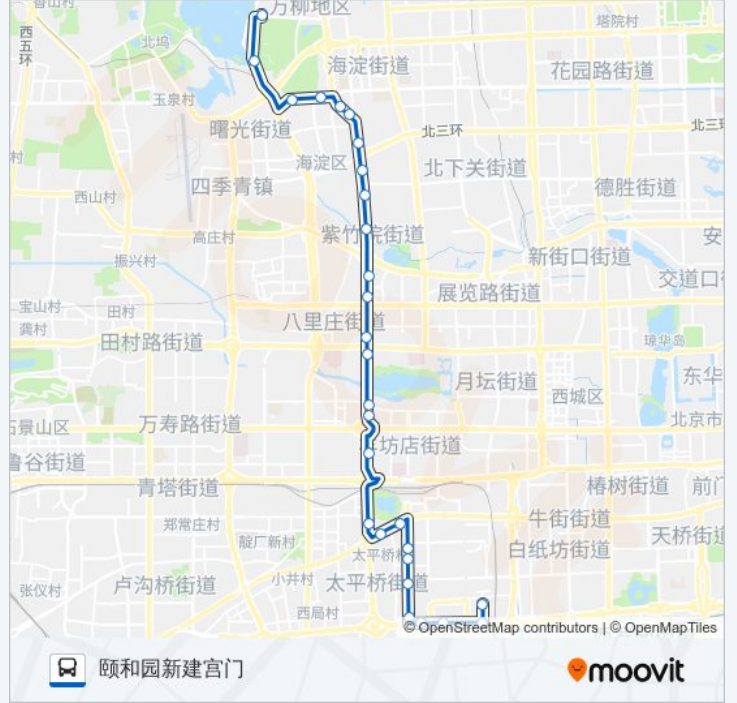 香山村
万柳地区
塔院村
西五环
北坞
海淀街道
花园路街道
玉泉村
曙光街道
北三环
北三环
村
海淀区
北下关街道
四季青镇
德胜街道
西山村
高庄村
紫竹院街道
安
新街口街道
振兴村
交道口
展览路街道
宝山村
田村
八里庄街道
龚村
琼华岛
田村路街道
月坛街道
东华
西城区
石景山区
万寿路街道
北京市
羊坊店街道
鲁谷街道
青塔街道
椿树街道
前门
郑常庄村
牛街街道
靛厂新村
天桥街道
太平桥村
白纸坊街道
小井村
太平桥街道
张仪村
卢沟桥街道
西局村
© OpenStreetMap contributors | © OpenMapTiles
颐和园新建宫门
moovit